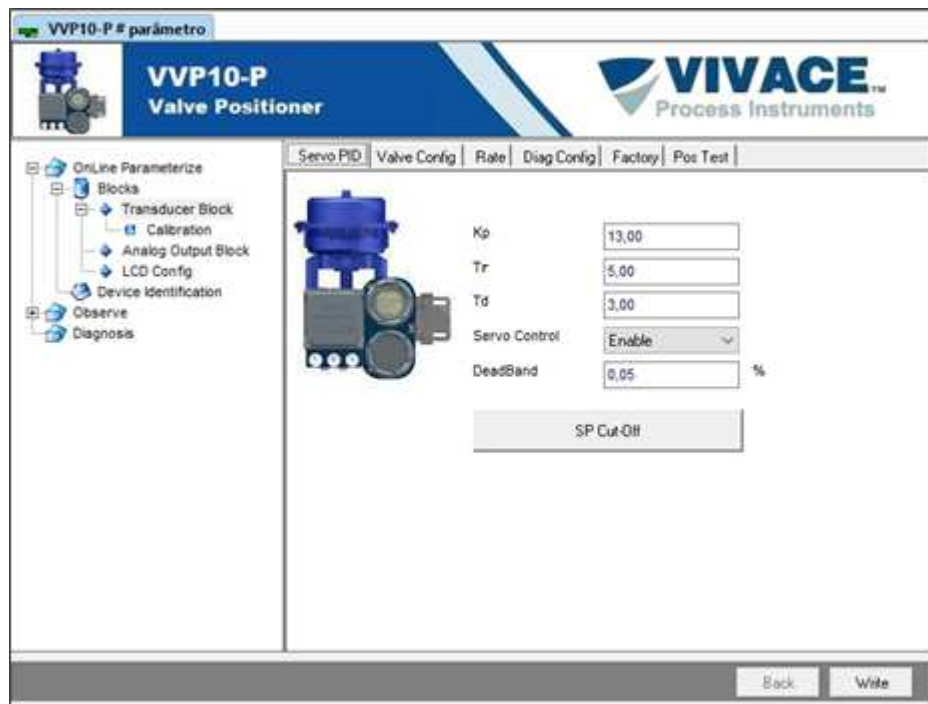 VVP10-P # parâmetro
VVP10-P
Valve Positioner
VIVACE™
Process Instruments
OnLine Parameterize
Blocks
Transducer Block
Calibration
Analog Output Block
LCD Config
Device Identification
Observe
Diagnosis
Servo PID Valve Config Rate Diag Config Factory Pos Test
Kp 13,00
Tr 5,00
Td 3,00
Servo Control Enable
DeadBand 0,05 %
SP Cut-Off
Back Write